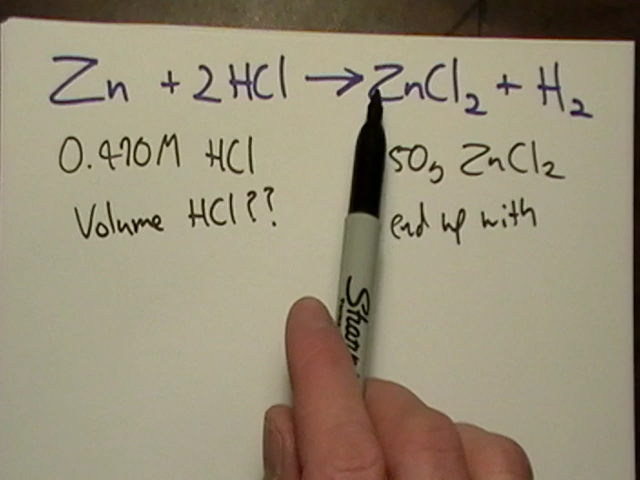 Zn + 2HCl → ZnCl₂ + H₂
0.470M HCl
50g ZnCl₂
Volume HCl??
end up with